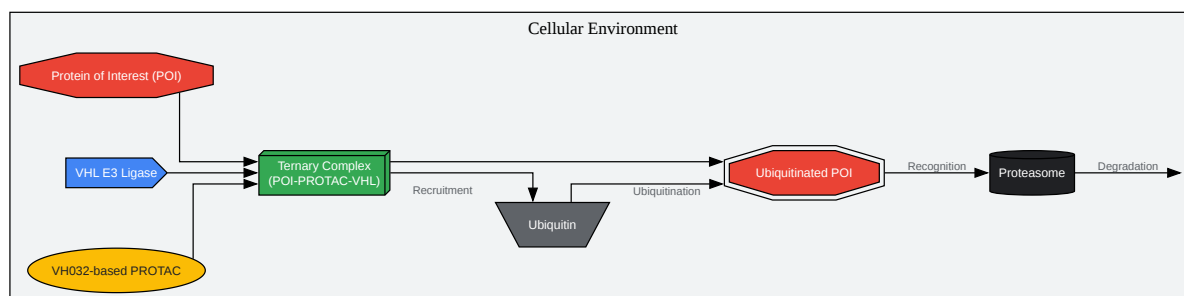 Cellular Environment
Protein of Interest (POI)
VHL E3 Ligase
VH032-based PROTAC
Ternary Complex
(POI-PROTAC-VHL)
Recruitment
Ubiquitin
Ubiquitination
Ubiquitinated POI
Recognition
Proteasome
Degradation